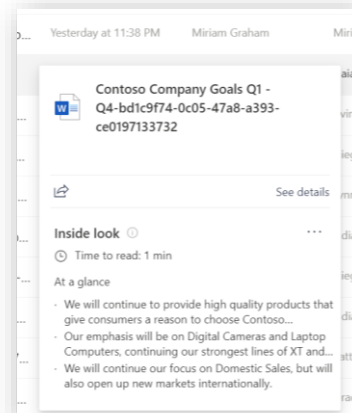 Yesterday at 11:38 PM Miriam Graham Miri
Contoso Company Goals Q1 -
Q4-bd1c9f74-0c05-47a8-a393-
ce0197133732
See details
Inside look
Time to read: 1 min
At a glance
· We will continue to provide high quality products that
give consumers a reason to choose Contoso...
· Our emphasis will be on Digital Cameras and Laptop
Computers, continuing our strongest lines of XT and...
· We will continue our focus on Domestic Sales, but will
also open up new markets internationally.